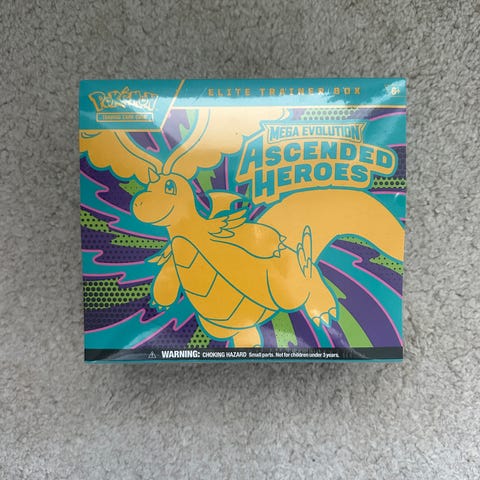 Pokémon
TRADING CARD GAME
ELITE TRAINER BOX
6+
MEGA EVOLUTION
ASCENDED
HEROES
WARNING: CHOKING HAZARD Small parts. Not for children under 3 years.